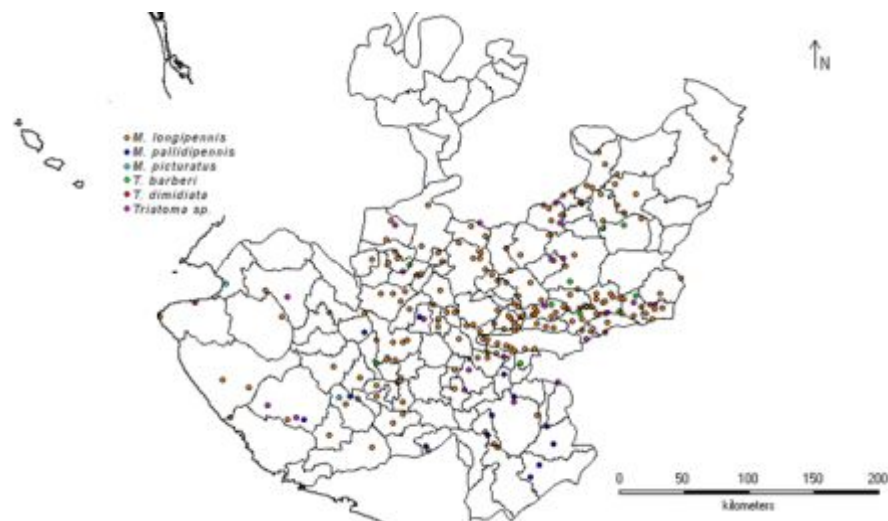 N
M. longipennis
M. pallidipennis
M. picturatus
T. barberi
T. dimidiata
Triatoma sp.
0 50 100 150 200
kilometers